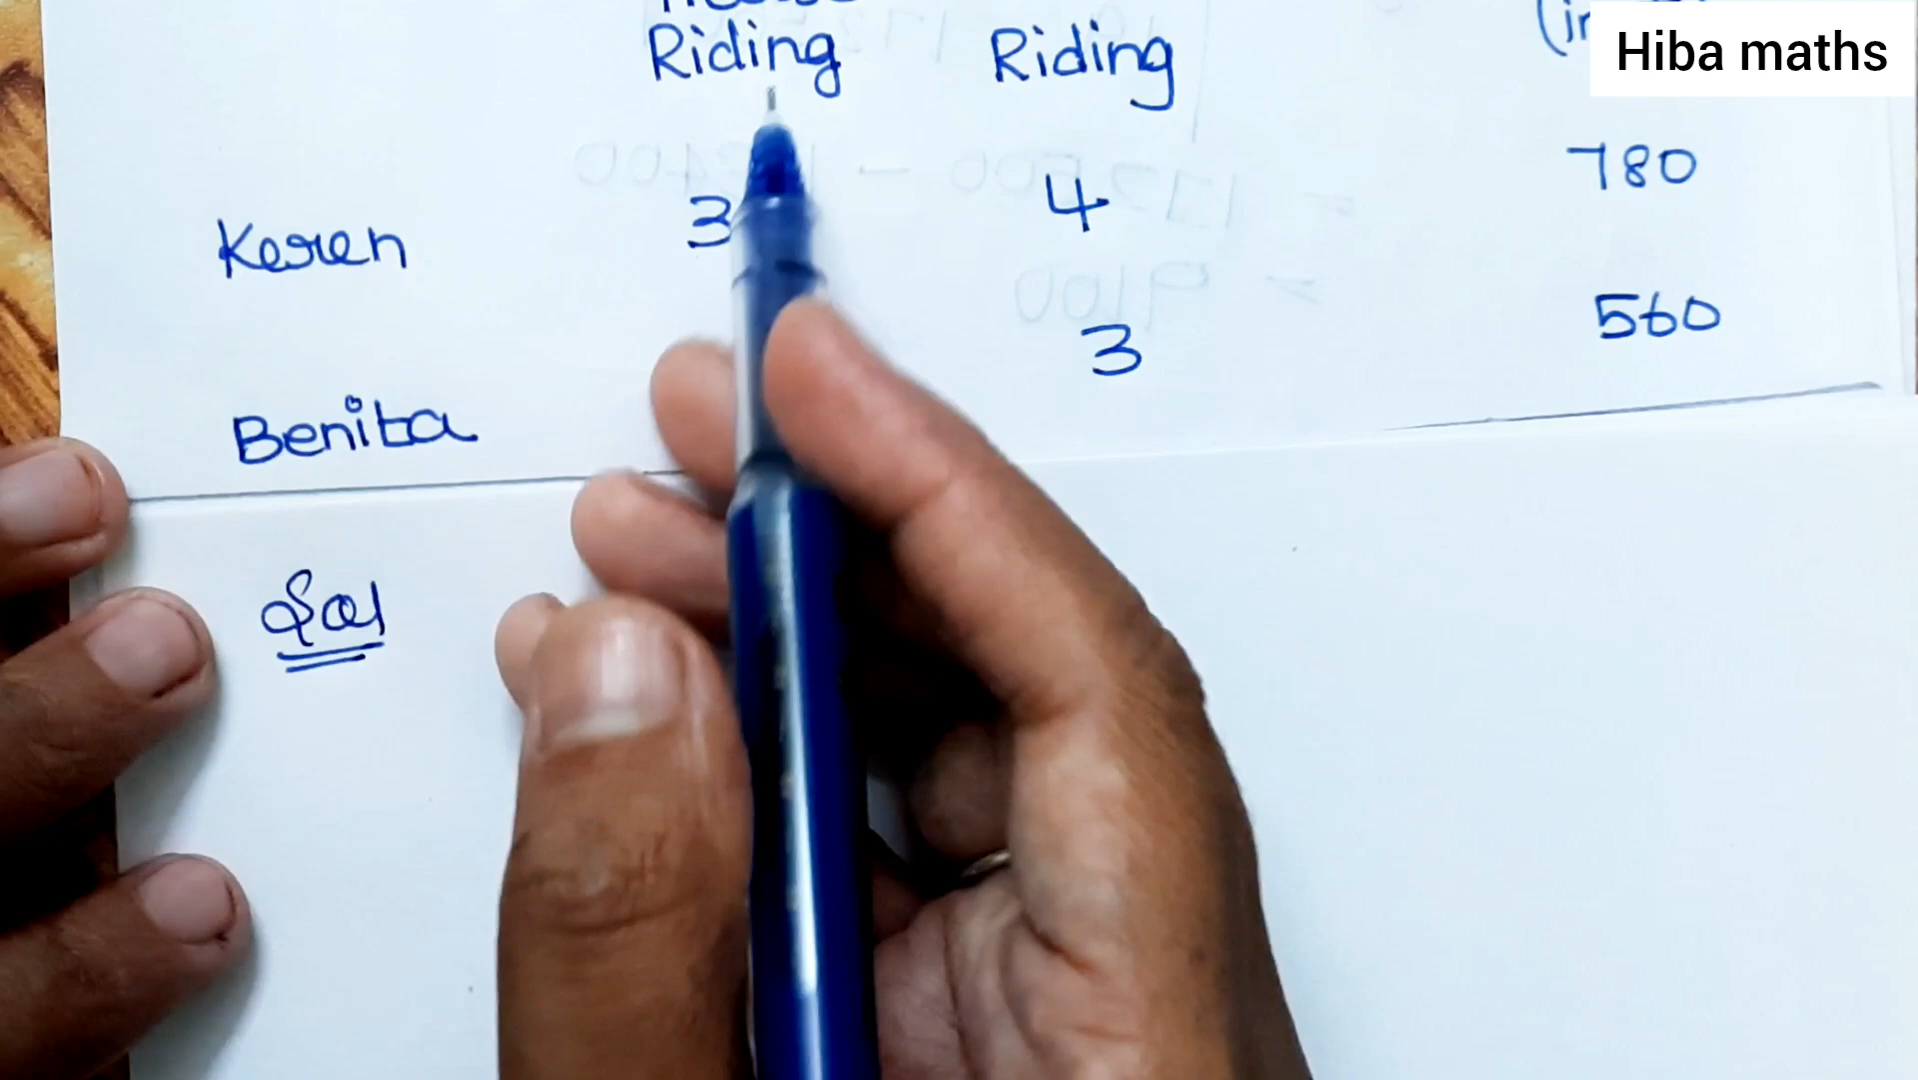 Hiba maths
Riding Riding
Keren 3 4 780
Benita 3 560
Sol